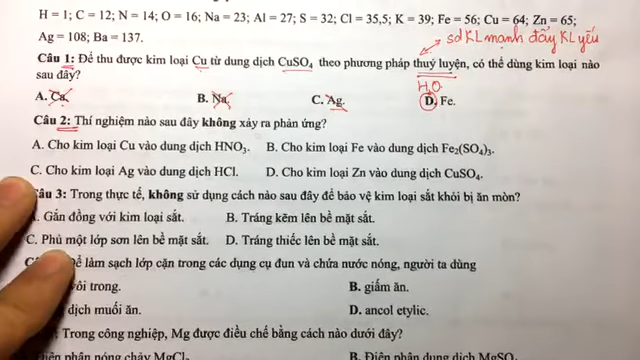 H = 1; C = 12; N = 14; O = 16; Na = 23; Al = 27; S = 32; Cl = 35,5; K = 39; Fe = 56; Cu = 64; Zn = 65;
Ag = 108; Ba = 137.
sd KL mạnh đẩy KL yếu
Câu 1: Để thu được kim loại Cu từ dung dịch CuSO₄ theo phương pháp thuỷ luyện, có thể dùng kim loại nào
sau đây?
H₂O
A. Ca. B. Na. C. Ag. D. Fe.
Câu 2: Thí nghiệm nào sau đây không xảy ra phản ứng?
A. Cho kim loại Cu vào dung dịch HNO₃. B. Cho kim loại Fe vào dung dịch Fe₂(SO₄)₃.
C. Cho kim loại Ag vào dung dịch HCl. D. Cho kim loại Zn vào dung dịch CuSO₄.
Câu 3: Trong thực tế, không sử dụng cách nào sau đây để bảo vệ kim loại sắt khỏi bị ăn mòn?
. Gắn đồng với kim loại sắt. B. Tráng kẽm lên bề mặt sắt.
C. Phủ một lớp sơn lên bề mặt sắt. D. Tráng thiếc lên bề mặt sắt.
để làm sạch lớp cặn trong các dụng cụ đun và chứa nước nóng, người ta dùng
vôi trong. B. giấm ăn.
dịch muối ăn. D. ancol etylic.
Trong công nghiệp, Mg được điều chế bằng cách nào dưới đây?
Điện phân nóng chảy MgCl₂ B. Điện phân dung dịch MgSO₄